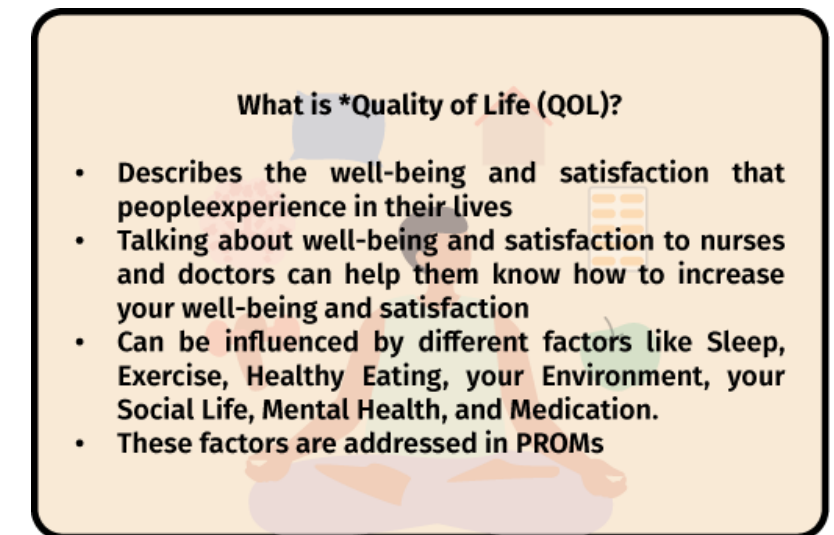 What is *Quality of Life (QOL)?
• Describes the well-being and satisfaction that
peopleexperience in their lives
• Talking about well-being and satisfaction to nurses
and doctors can help them know how to increase
your well-being and satisfaction
• Can be influenced by different factors like Sleep,
Exercise, Healthy Eating, your Environment, your
Social Life, Mental Health, and Medication.
• These factors are addressed in PROMs